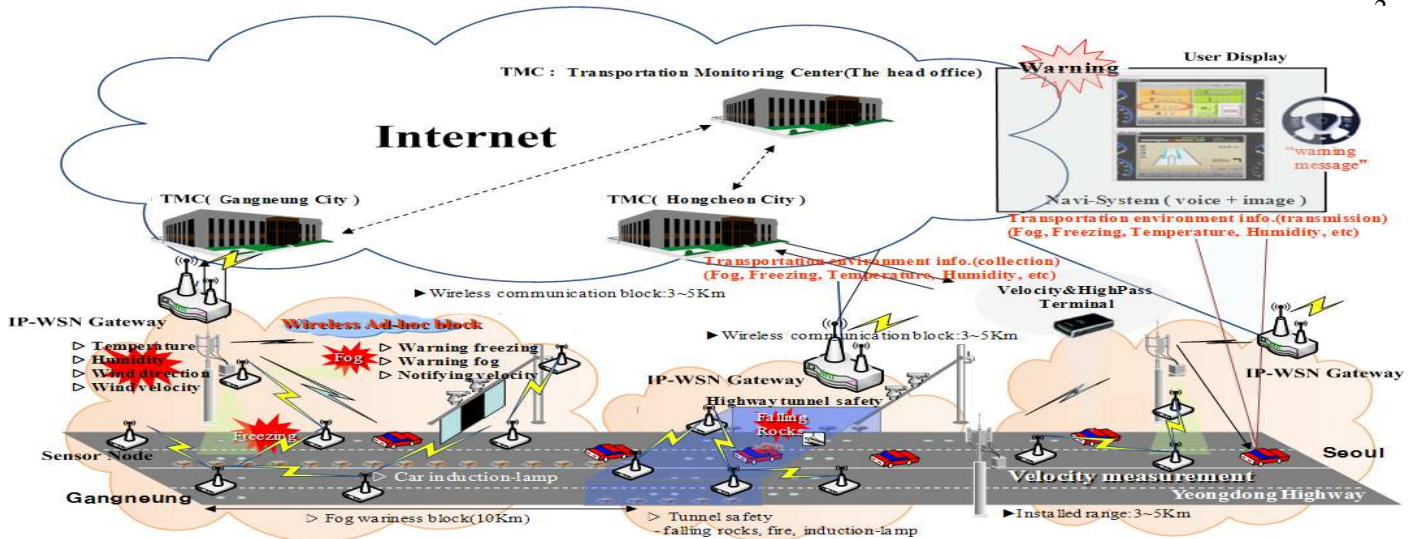 2
TMC : Transportation Monitoring Center(The head office)
Warning
User Display
Internet
"warning
message"
TMC( Gangneung City )
TMC( Hongcheon City )
Navi-System ( voice + image )
Transportation environment info.(transmission)
(Fog, Freezing, Temperature, Humidity, etc)
Transportation environment info.(collection)
(Fog, Freezing, Temperature, Humidity, etc)
►Wireless communication block:3~5Km
Velocity&HighPass
Terminal
IP-WSN Gateway
Wireless Ad-hoc block
►Wireless communication block:3~5Km
▷ Temperature
▷ Humidity
▷ Wind direction
▷ Wind velocity
Fog
▷ Warning freezing
▷ Warning fog
▷ Notifying velocity
IP-WSN Gateway
IP-WSN Gateway
Highway tunnel safety
Falling
Rocks
Freezing
Sensor Node
Seoul
▷ Car induction-lamp
Velocity measurement
Gangneung
Yeongdong Highway
▷ Fog wariness block(10Km)
▷ Tunnel safety
- falling rocks, fire, induction-lamp
►Installed range:3~5Km